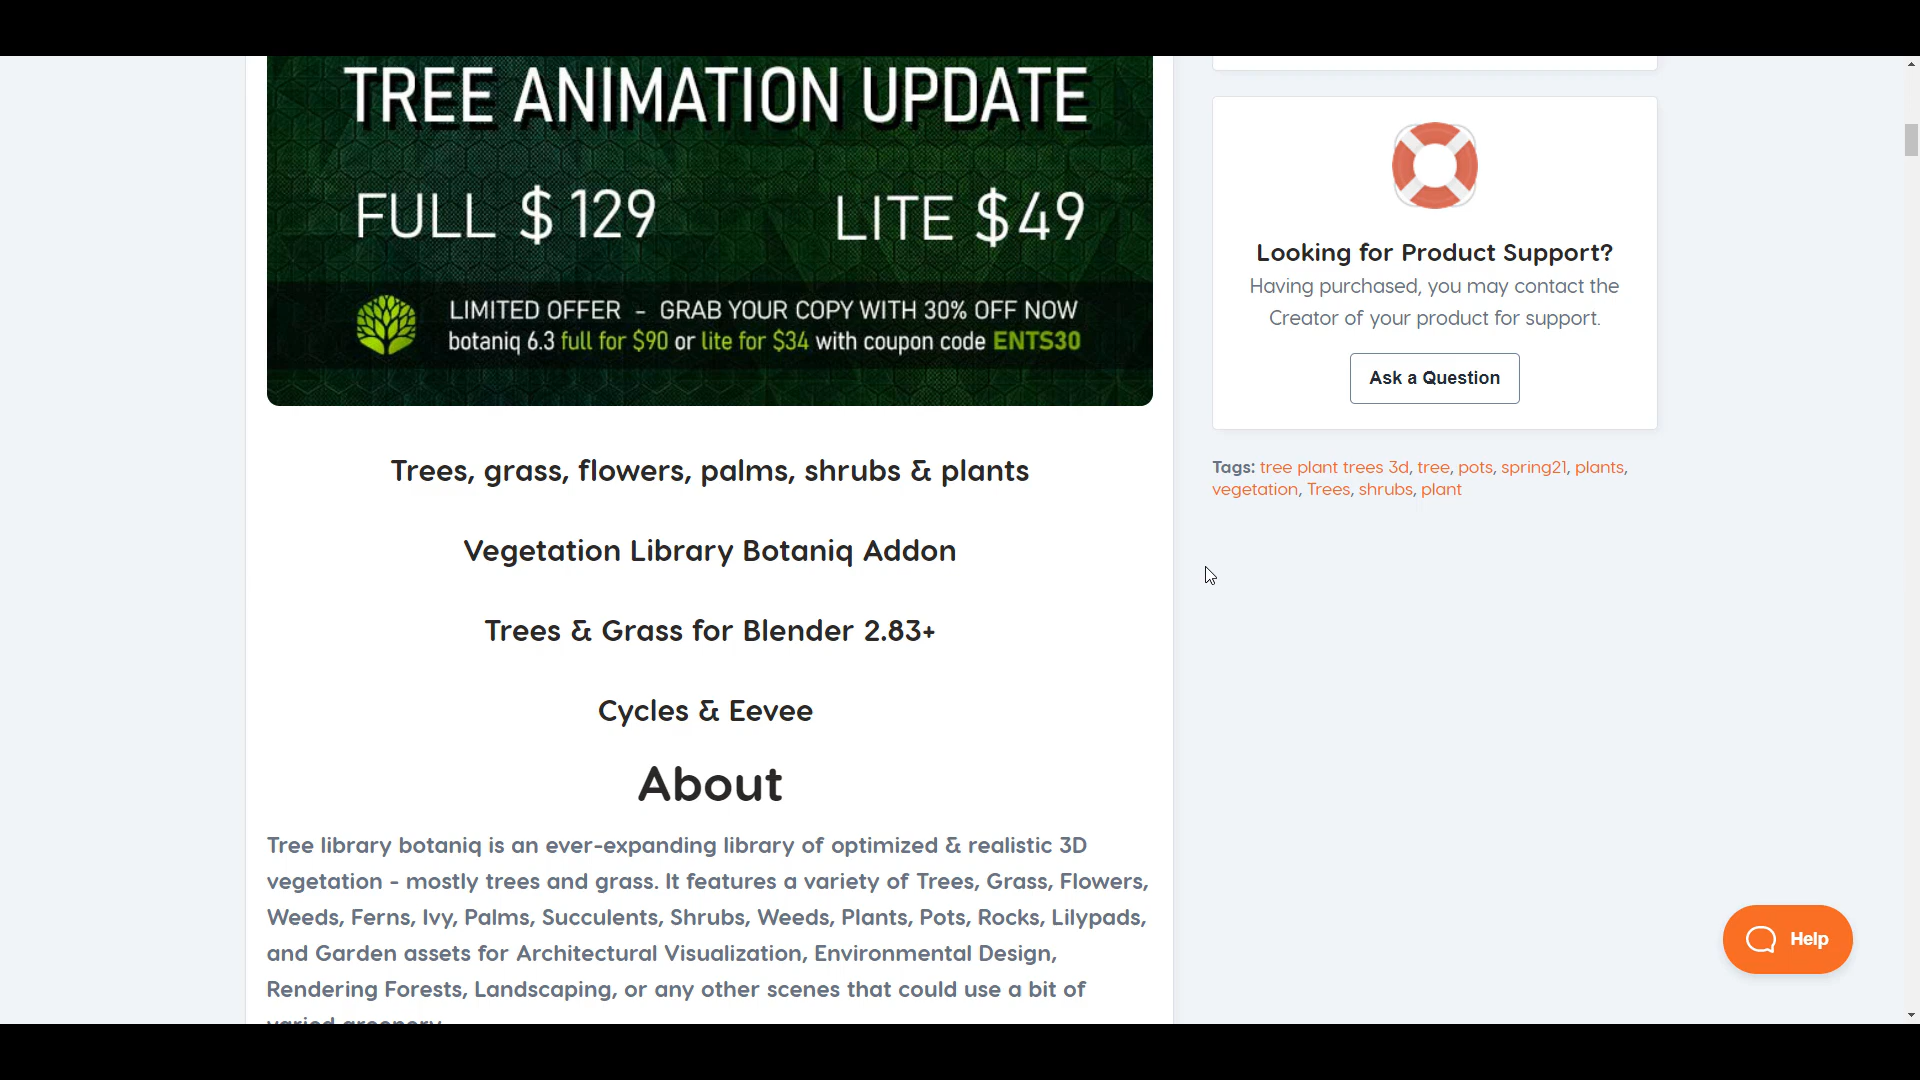 TREE ANIMATION UPDATE
FULL $129
LITE $49
LIMITED OFFER - GRAB YOUR COPY WITH 30% OFF NOW
botaniq 6.3 full for $90 or lite for $34 with coupon code ENTS30
Trees, grass, flowers, palms, shrubs & plants
Vegetation Library Botaniq Addon
Trees & Grass for Blender 2.83+
Cycles & Eevee
About
Tree library botaniq is an ever-expanding library of optimized & realistic 3D
vegetation - mostly trees and grass. It features a variety of Trees, Grass, Flowers,
Weeds, Ferns, Ivy, Palms, Succulents, Shrubs, Weeds, Plants, Pots, Rocks, Lilypads,
and Garden assets for Architectural Visualization, Environmental Design,
Rendering Forests, Landscaping, or any other scenes that could use a bit of
varied greenery.
Looking for Product Support?
Having purchased, you may contact the
Creator of your product for support.
Ask a Question
Tags: tree plant trees 3d, tree, pots, spring21, plants,
vegetation, Trees, shrubs, plant
Help